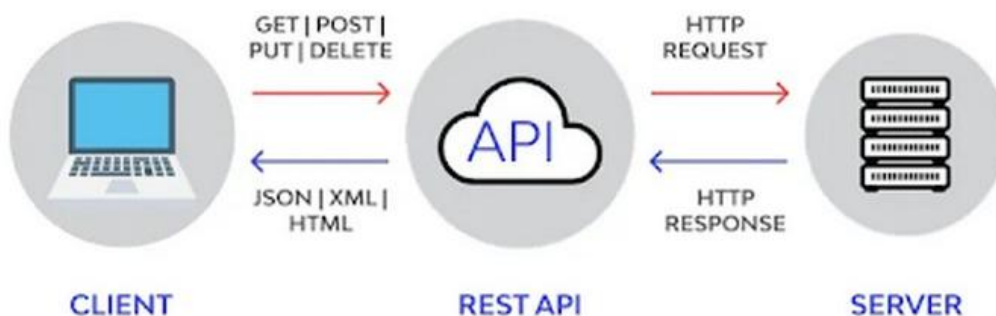 GET | POST |
PUT | DELETE
HTTP
REQUEST
API
JSON | XML |
HTML
HTTP
RESPONSE
CLIENT
REST API
SERVER